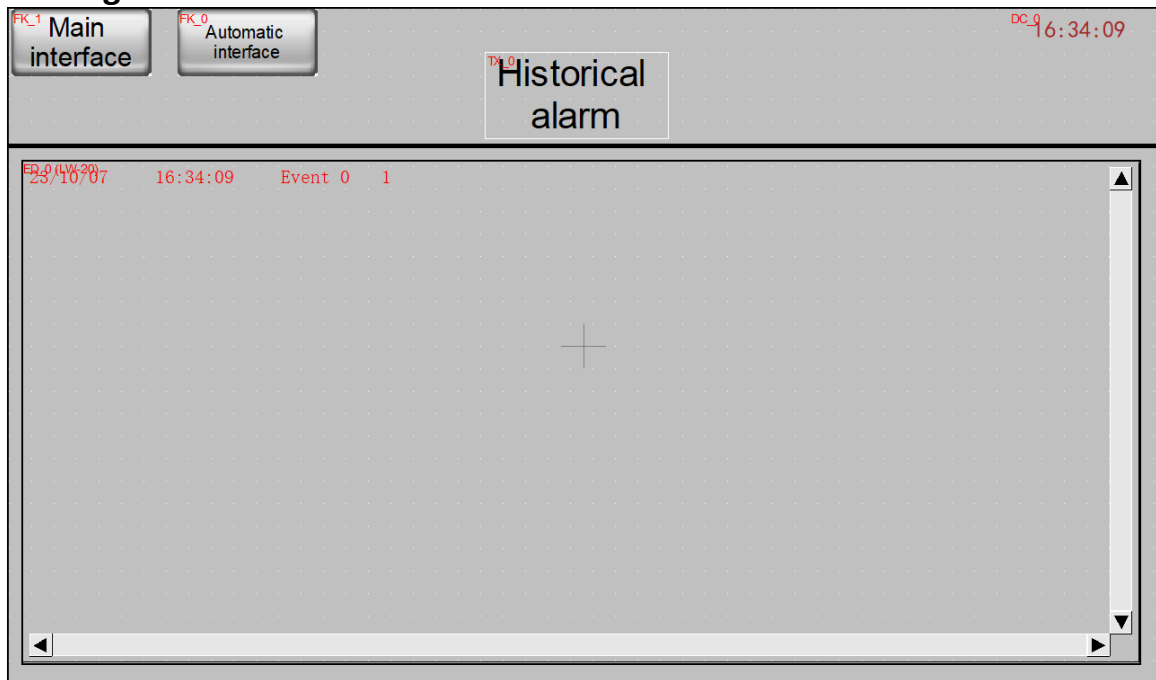 FK_1
Main
interface
FK_0
Automatic
interface
DC_0
16:34:09
TX_0
Historical
alarm
ED_0 (LW-20)
23/10/07 16:34:09 Event 0 1